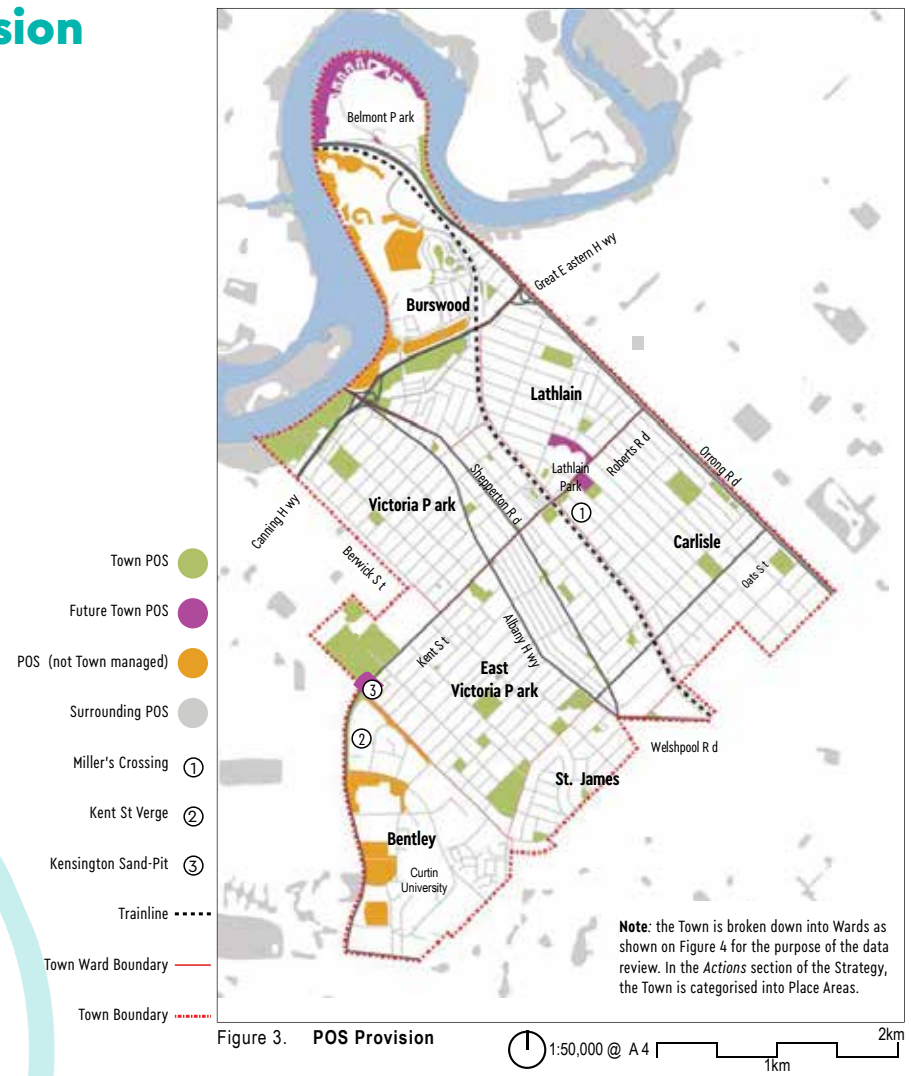 sion
Belmont P ark
Great E astern H wy
Burswood
Lathlain
Lathlain
Park
Roberts R d
Orrong R d
Shepperton R d
①
Canning H wy
Victoria P ark
Carlisle
Berwick S t
Oats S t
Kent S t
Albany H wy
East
Victoria P ark
③
②
Welshpool R d
St. James
Bentley
Curtin
University
Town POS
Future Town POS
POS (not Town managed)
Surrounding POS
Miller's Crossing ①
Kent St Verge ②
Kensington Sand-Pit ③
Trainline
Town Ward Boundary
Town Boundary
Note: the Town is broken down into Wards as
shown on Figure 4 for the purpose of the data
review. In the Actions section of the Strategy,
the Town is categorised into Place Areas.
Figure 3. POS Provision
1:50,000 @ A 4
1km
2km